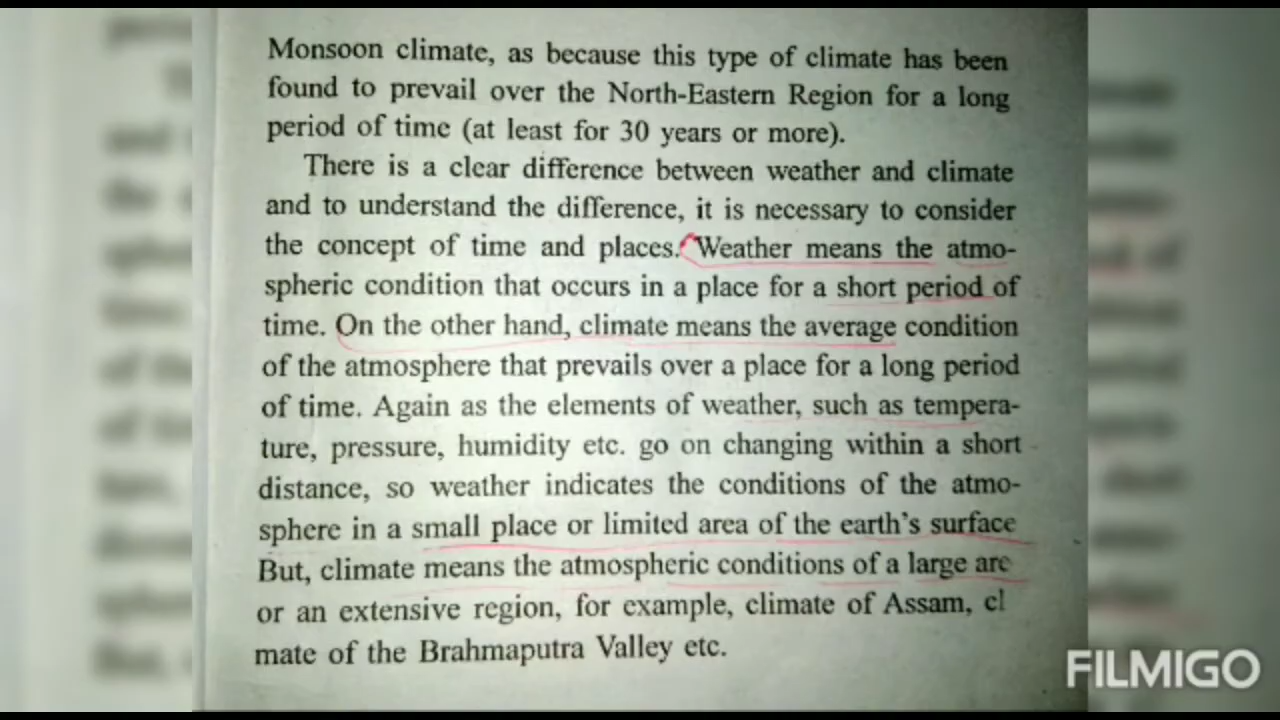 Monsoon climate, as because this type of climate has been
found to prevail over the North-Eastern Region for a long
period of time (at least for 30 years or more).
There is a clear difference between weather and climate
and to understand the difference, it is necessary to consider
the concept of time and places. Weather means the atmo-
spheric condition that occurs in a place for a short period of
time. On the other hand, climate means the average condition
of the atmosphere that prevails over a place for a long period
of time. Again as the elements of weather, such as tempera-
ture, pressure, humidity etc. go on changing within a short
distance, so weather indicates the conditions of the atmo-
sphere in a small place or limited area of the earth's surface
But, climate means the atmospheric conditions of a large are
or an extensive region, for example, climate of Assam, cl
mate of the Brahmaputra Valley etc.
FILMIGO